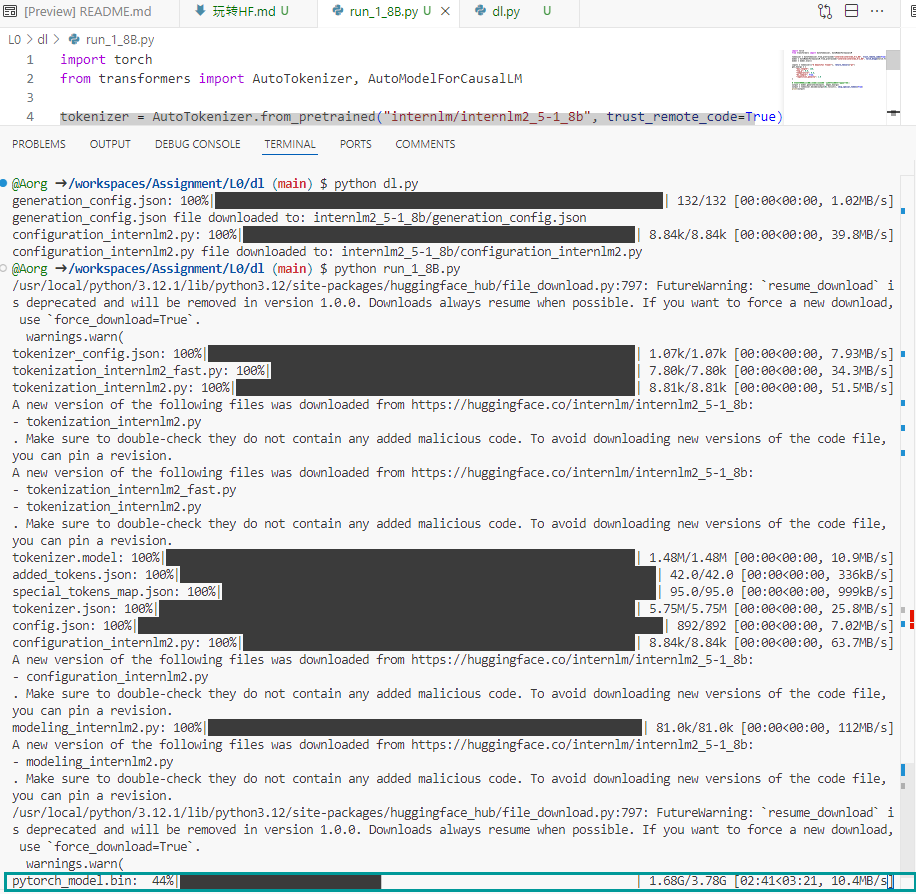 [Preview] README.md
玩转HF.md U
run_1_8B.py U
dl.py U
L0 > dl > run_1_8B.py
1 import torch
2 from transformers import AutoTokenizer, AutoModelForCausalLM
3
4 tokenizer = AutoTokenizer.from_pretrained("internlm/internlm2_5-1_8b", trust_remote_code=True)
PROBLEMS OUTPUT DEBUG CONSOLE TERMINAL PORTS COMMENTS
@Aorg →/workspaces/Assignment/L0/dl (main) $ python dl.py
generation_config.json: 100%| | 132/132 [00:00<00:00, 1.02MB/s]
generation_config.json file downloaded to: internlm2_5-1_8b/generation_config.json
configuration_internlm2.py: 100%| | 8.84k/8.84k [00:00<00:00, 39.8MB/s]
configuration_internlm2.py file downloaded to: internlm2_5-1_8b/configuration_internlm2.py
@Aorg →/workspaces/Assignment/L0/dl (main) $ python run_1_8B.py
/usr/local/python/3.12.1/lib/python3.12/site-packages/huggingface_hub/file_download.py:797: FutureWarning: `resume_download` i
s deprecated and will be removed in version 1.0.0. Downloads always resume when possible. If you want to force a new download,
use `force_download=True`.
warnings.warn(
tokenizer_config.json: 100%| | 1.07k/1.07k [00:00<00:00, 7.93MB/s]
tokenization_internlm2_fast.py: 100%| | 7.80k/7.80k [00:00<00:00, 34.3MB/s]
tokenization_internlm2.py: 100%| | 8.81k/8.81k [00:00<00:00, 51.5MB/s]
A new version of the following files was downloaded from https://huggingface.co/internlm/internlm2_5-1_8b:
- tokenization_internlm2.py
. Make sure to double-check they do not contain any added malicious code. To avoid downloading new versions of the code file,
you can pin a revision.
A new version of the following files was downloaded from https://huggingface.co/internlm/internlm2_5-1_8b:
- tokenization_internlm2_fast.py
- tokenization_internlm2.py
. Make sure to double-check they do not contain any added malicious code. To avoid downloading new versions of the code file,
you can pin a revision.
tokenizer.model: 100%| | 1.48M/1.48M [00:00<00:00, 10.9MB/s]
added_tokens.json: 100%| | 42.0/42.0 [00:00<00:00, 336kB/s]
special_tokens_map.json: 100%| | 95.0/95.0 [00:00<00:00, 999kB/s]
tokenizer.json: 100%| | 5.75M/5.75M [00:00<00:00, 25.8MB/s]
config.json: 100%| | 892/892 [00:00<00:00, 7.02MB/s]
configuration_internlm2.py: 100%| | 8.84k/8.84k [00:00<00:00, 63.7MB/s]
A new version of the following files was downloaded from https://huggingface.co/internlm/internlm2_5-1_8b:
- configuration_internlm2.py
. Make sure to double-check they do not contain any added malicious code. To avoid downloading new versions of the code file,
you can pin a revision.
modeling_internlm2.py: 100%| | 81.0k/81.0k [00:00<00:00, 112MB/s]
A new version of the following files was downloaded from https://huggingface.co/internlm/internlm2_5-1_8b:
- modeling_internlm2.py
. Make sure to double-check they do not contain any added malicious code. To avoid downloading new versions of the code file,
you can pin a revision.
/usr/local/python/3.12.1/lib/python3.12/site-packages/huggingface_hub/file_download.py:797: FutureWarning: `resume_download` i
s deprecated and will be removed in version 1.0.0. Downloads always resume when possible. If you want to force a new download,
use `force_download=True`.
warnings.warn(
pytorch_model.bin: 44%| | 1.68G/3.78G [02:41<03:21, 10.4MB/s]